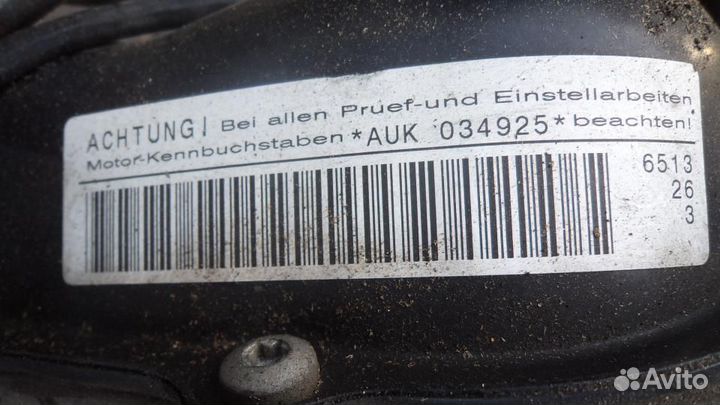 ACHTUNG! Bei allen Pruef-und Einstellarbeiten
Motor-Kennbuchstaben *AUK 034925* beachten!
6513
26
3
Avito